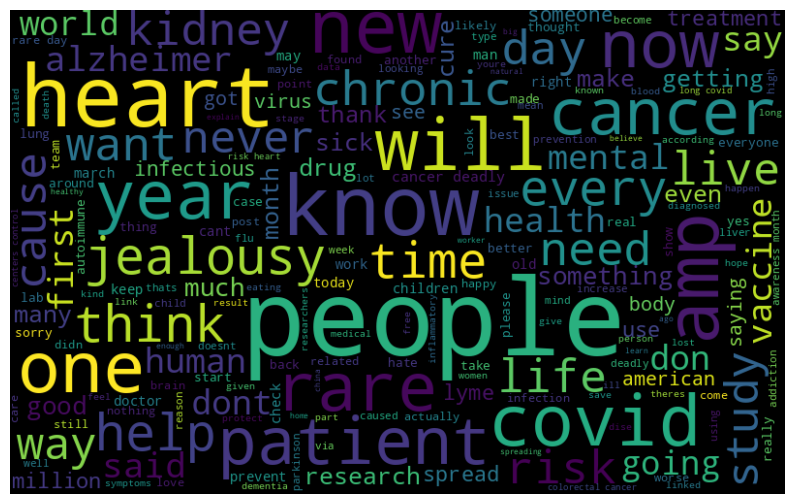 world
kidney
new
someone
likely
become
big
treatment
say
rare day
alzheimer
cure
day
now
heart
may
found
another
type
thought
man
youre
maybe
looking
natural
point
data
chronic
right
make
getting
got
virus
want
never
thank
see
made
mean
known
blood
long covid
high
long
called
death
lung
sick
will
look
best
prevention
according
everyone
cancer
infectious
drug
explain
stage
team
risk heart
cancer deadly
mental
believe
live
cause
year
march
around
month
lot
know
every
issue
happen
even
healthy
case
post
health
real
diagnosed
yes
liver
amp
centers control
first
autoimmune
thing
cant
flu
jealousy
time
better
need
show
hope
vaccine
awareness month
worker
week
work
old
something
saying
lab
keep
thats
much
eating
today
children
happy
mind
increase
body
kind
link
child
result
think
people
many
researchers
free
inflammatory
please
give
person
lost
ago
use
sorry
didn
doesnt
medical
enough
one
human
related
hate
take
life
deadly
don
learn
american
start
back
women
brain
dont
rare
lyme
all
theres
addiction
come
study
good
feel
given
check
china
infection
save
care
doctor
nothing
reason
protect
home
part
caused
actually
covid
using
really
still
way
help
patient
said
via
dise
going
well
million
prevent
parkinson
research
spread
risk
worse
symptoms
love
dementia
spreading
colorectal cancer
linked